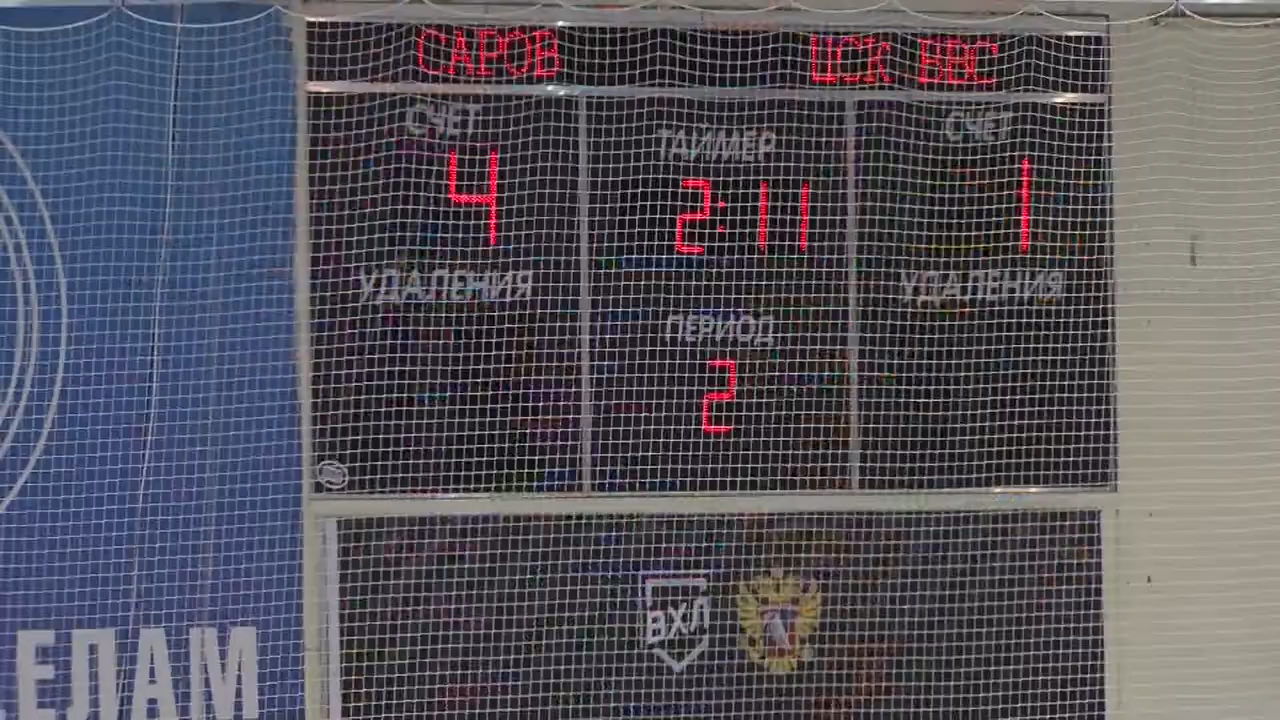 САРОВ ЦСК ВВС
СЧЕТ ТАЙМЕР СЧЕТ
4 2:11 1
УДАЛЕНИЯ УДАЛЕНИЯ
ПЕРИОД
2
ВХЛ
ЕЛАМ